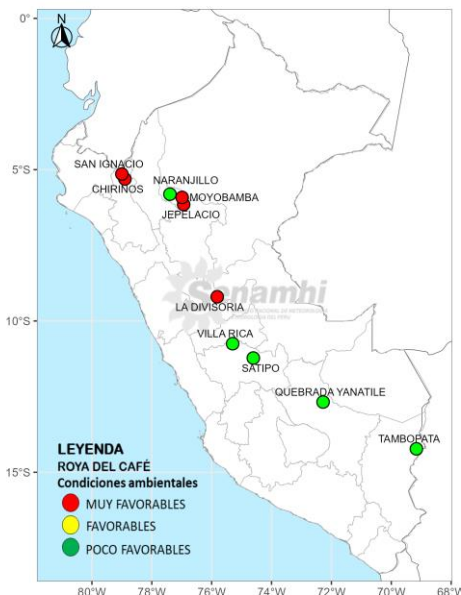 N
0°
SAN IGNACIO
NARANJILLO
5°S
CHIRINOS
MOYOBAMBA
JEPELACIO
Senamhi
LA DIVISORIA
10°S
VILLA RICA
SATIPO
QUEBRADA YANATILE
TAMBOPATA
LEYENDA
ROYA DEL CAFÉ
Condiciones ambientales
15°S
MUY FAVORABLES
FAVORABLES
POCO FAVORABLES
80°W 78°W 76°W 74°W 72°W 70°W 68°W